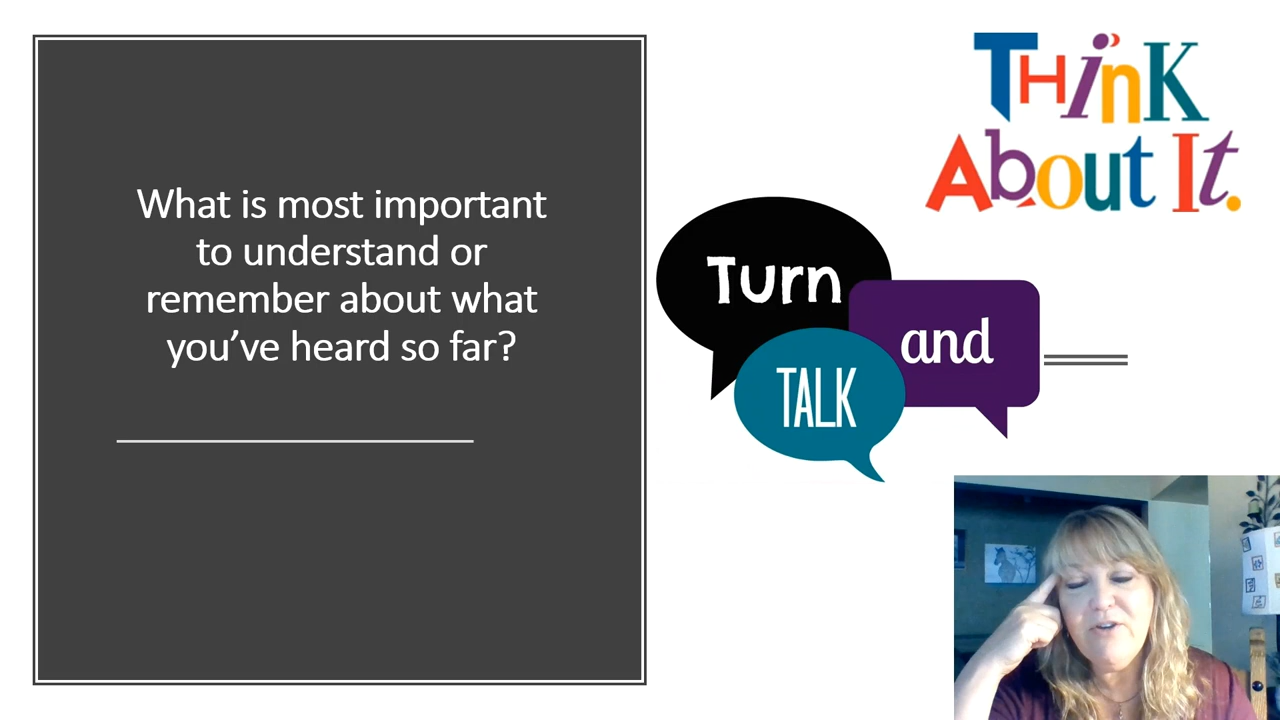 What is most important
to understand or
remember about what
you've heard so far?
THinK
About It.
Turn
and
TALK